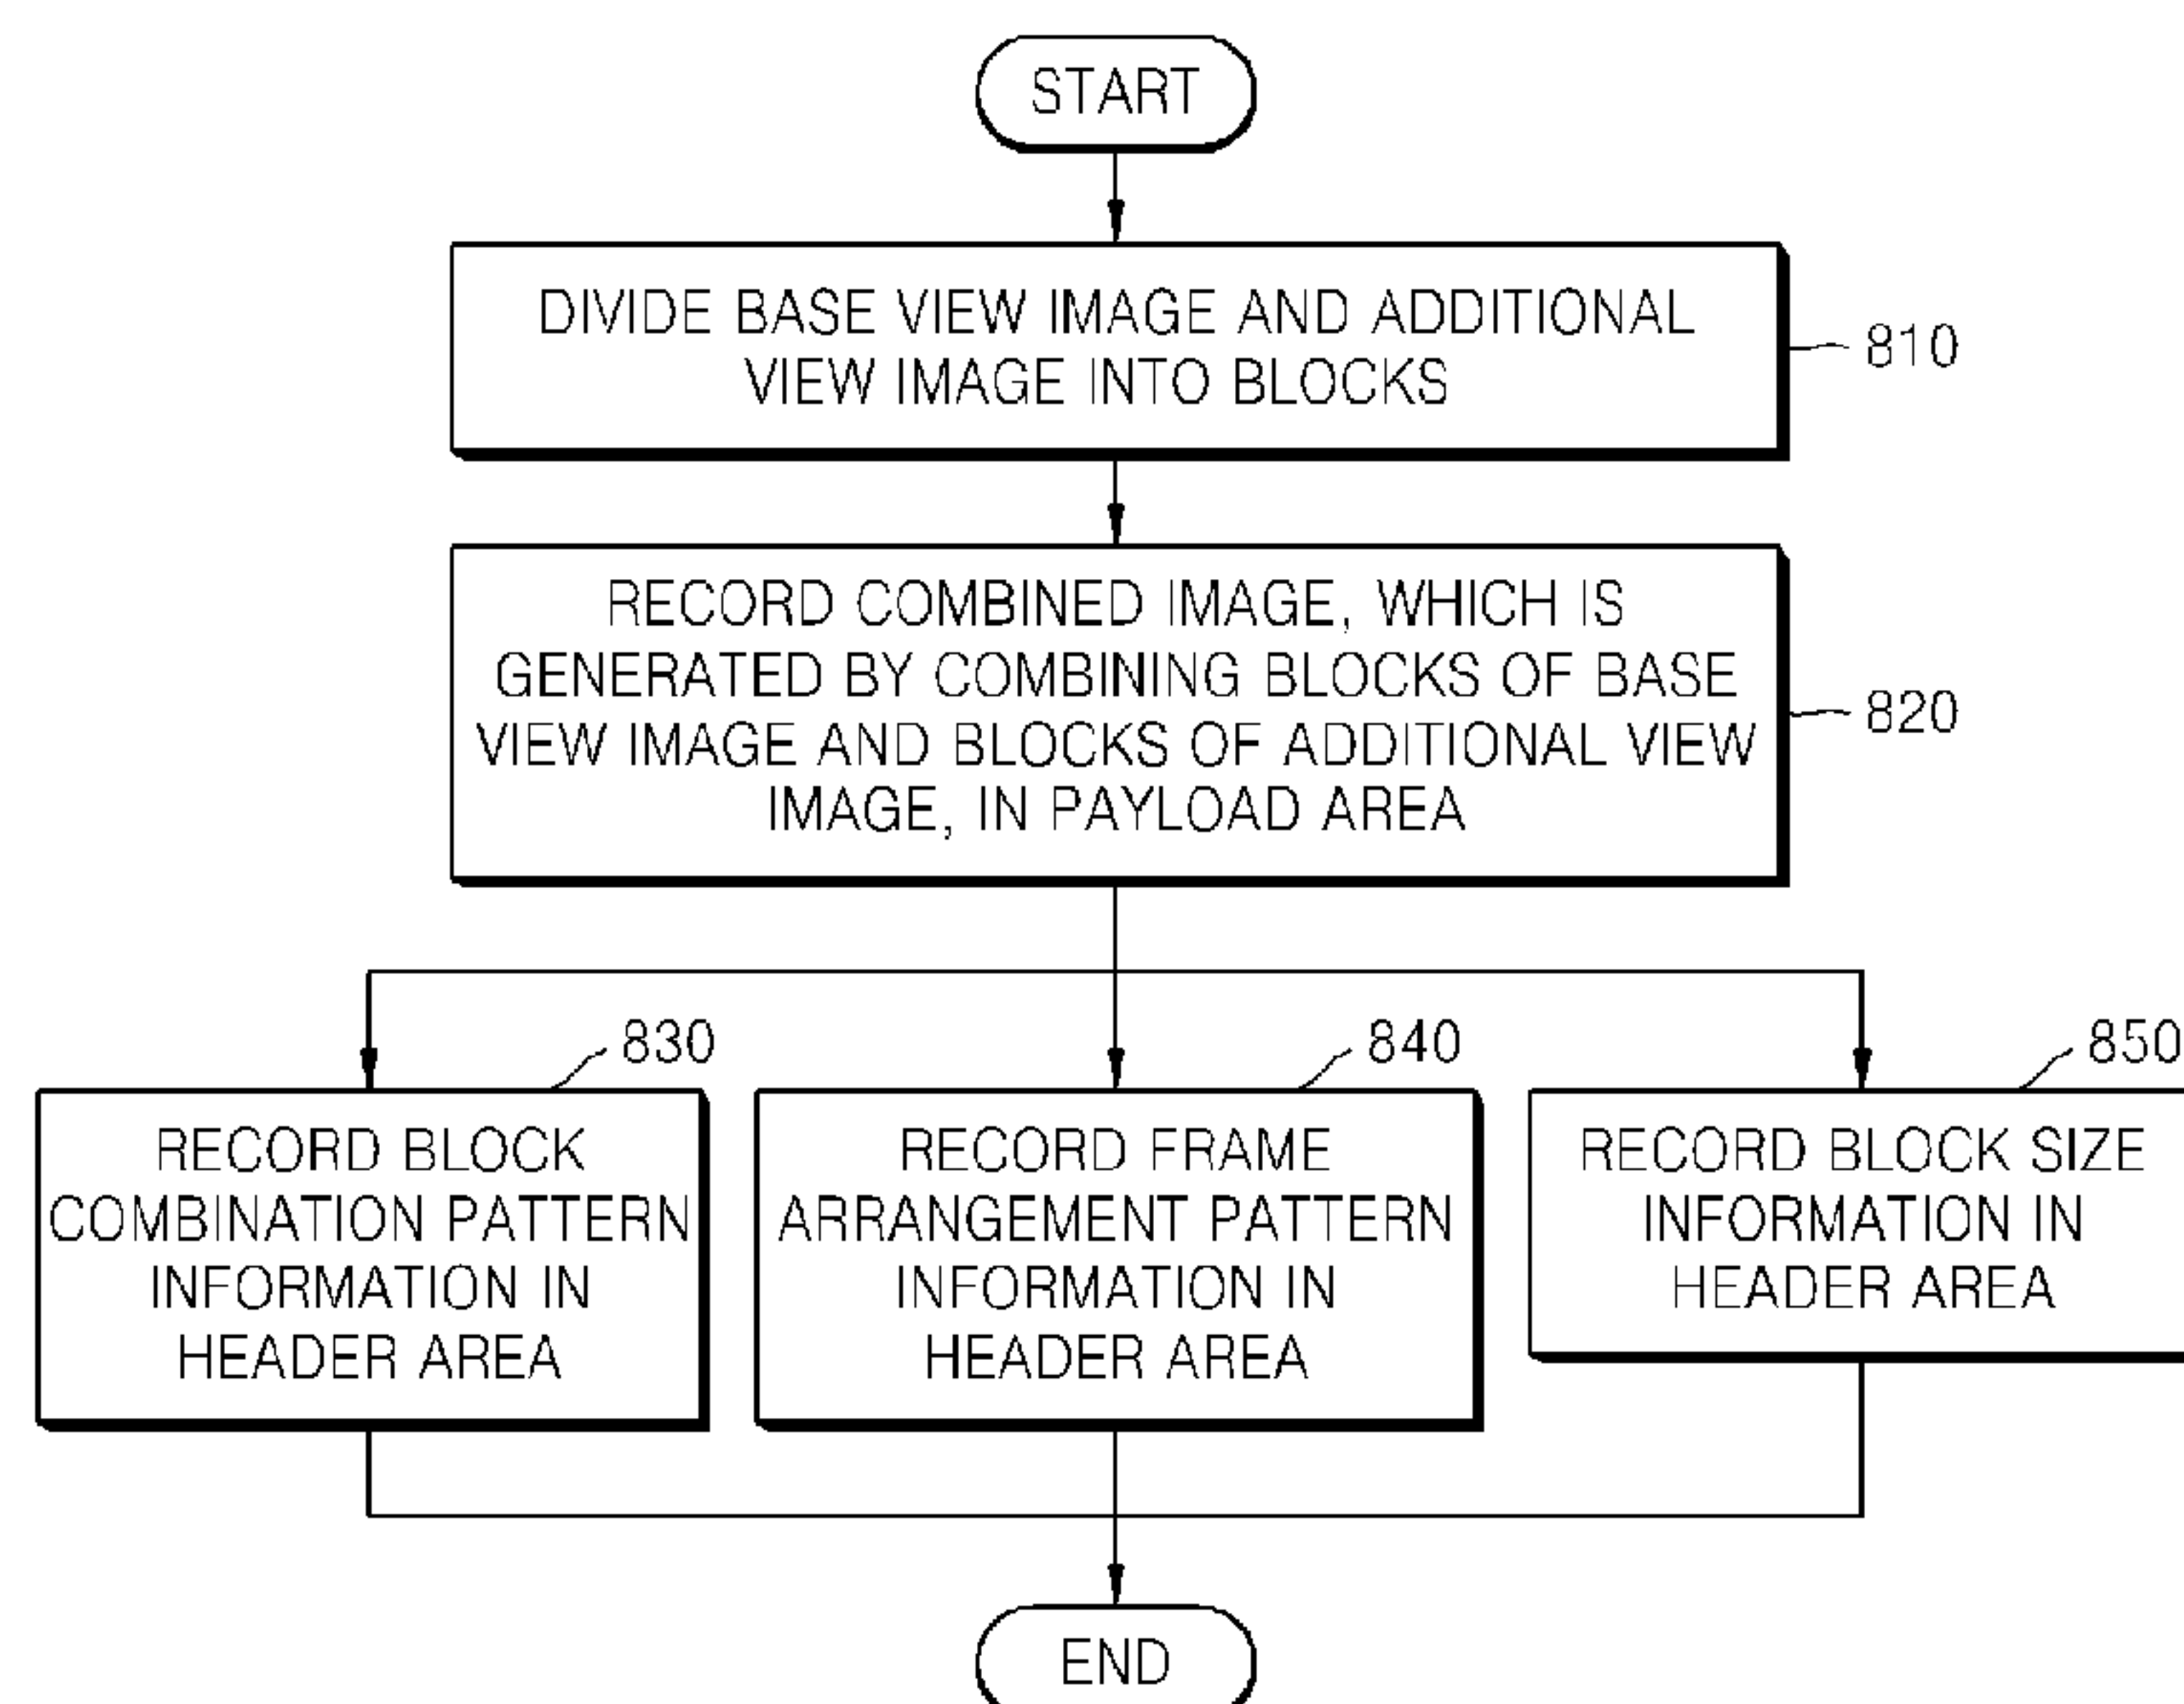 START
DIVIDE BASE VIEW IMAGE AND ADDITIONAL
VIEW IMAGE INTO BLOCKS
810
RECORD COMBINED IMAGE, WHICH IS
GENERATED BY COMBINING BLOCKS OF BASE
VIEW IMAGE AND BLOCKS OF ADDITIONAL VIEW
IMAGE, IN PAYLOAD AREA
820
830
RECORD BLOCK
COMBINATION PATTERN
INFORMATION IN
HEADER AREA
840
RECORD FRAME
ARRANGEMENT PATTERN
INFORMATION IN
HEADER AREA
850
RECORD BLOCK SIZE
INFORMATION IN
HEADER AREA
END